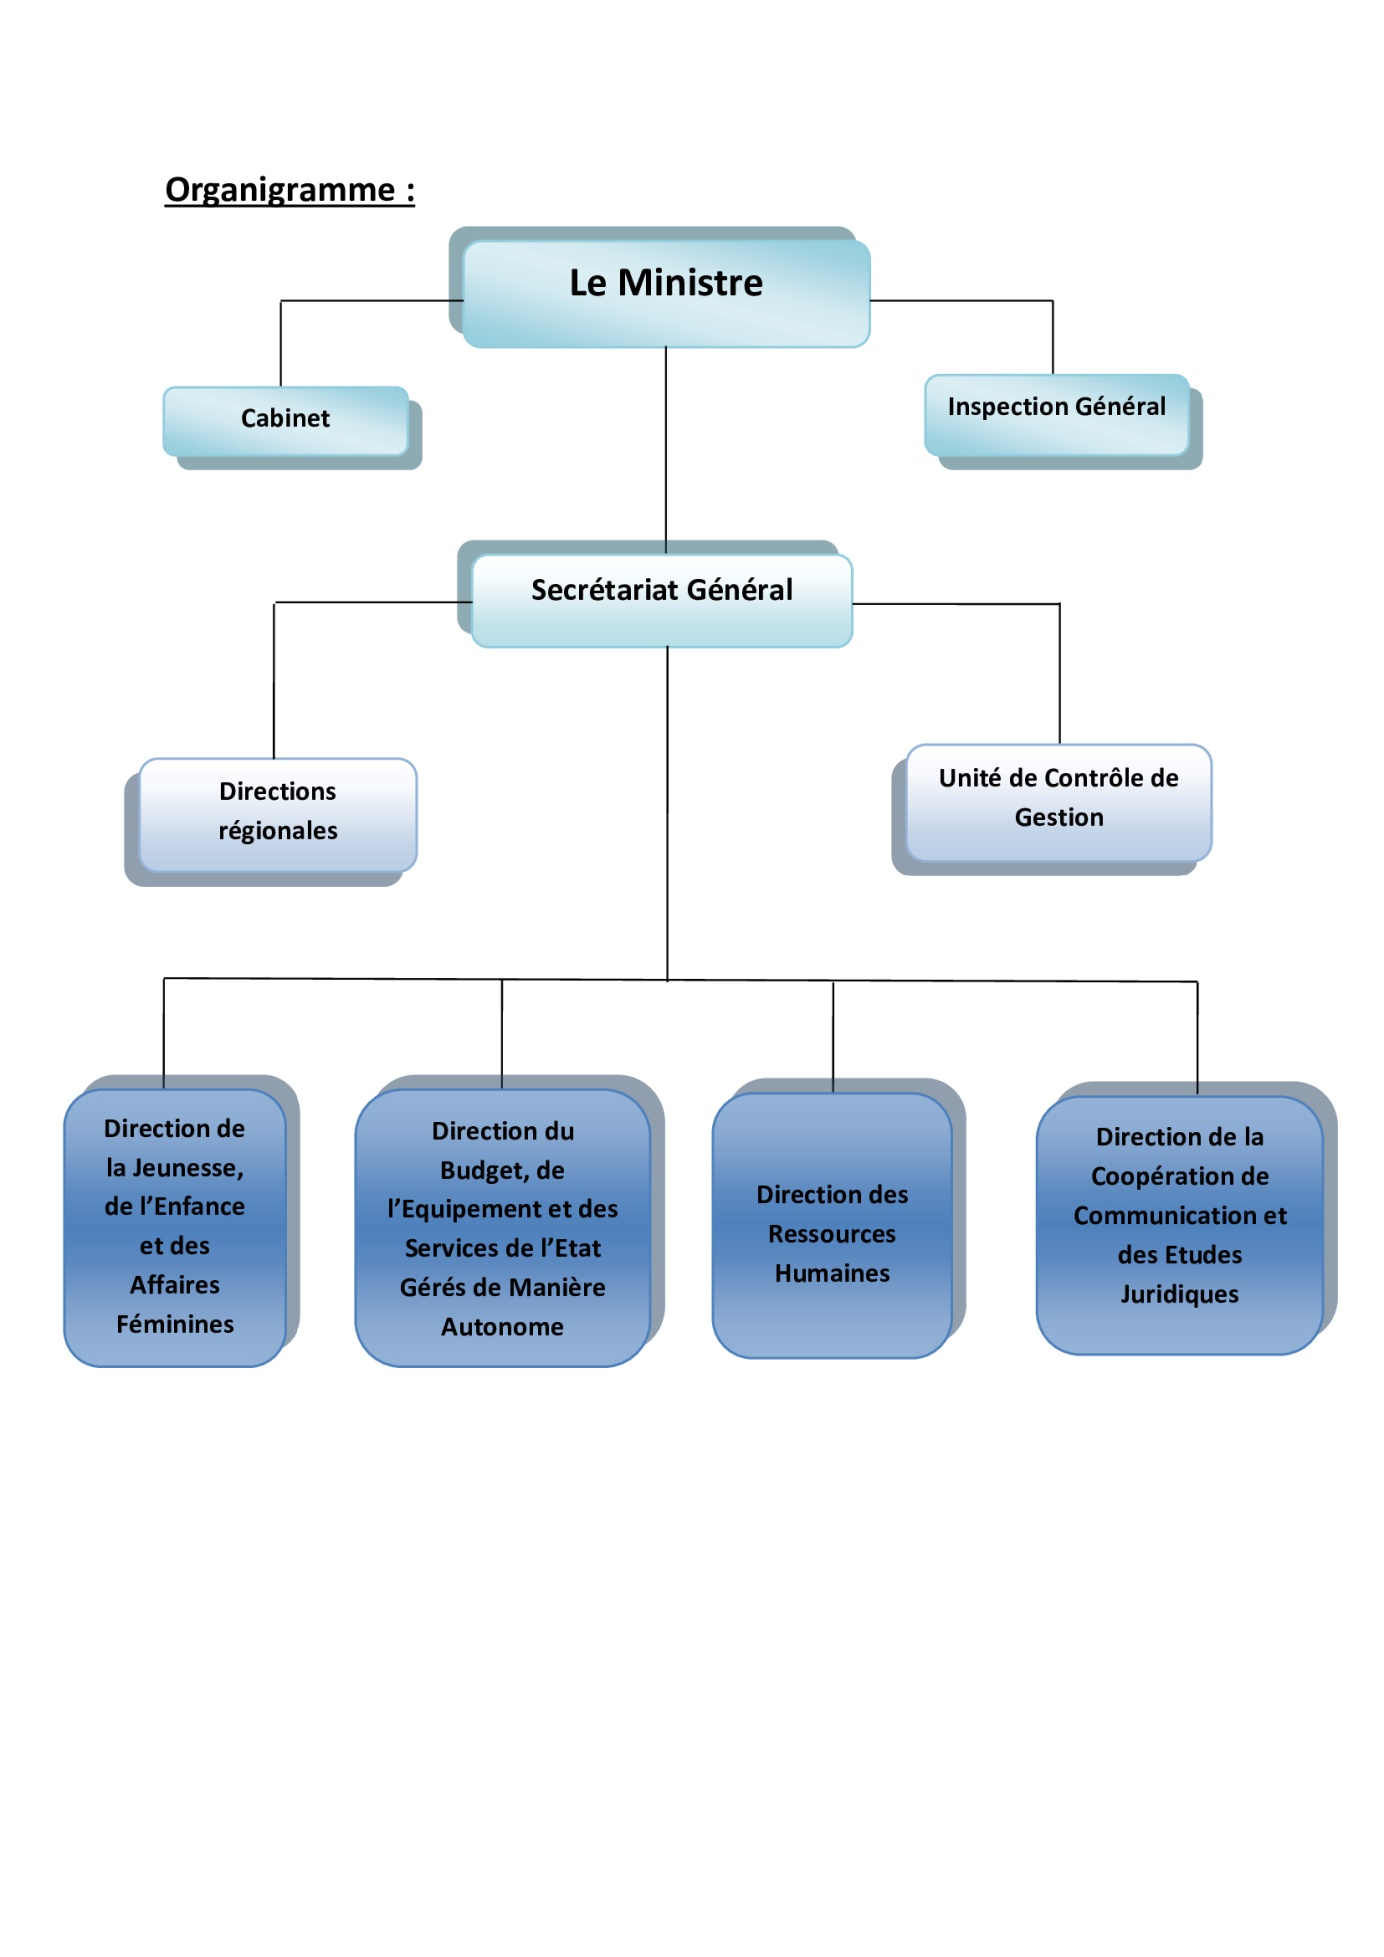 Organigramme :
Le Ministre
Cabinet
Inspection Général
Secrétariat Général
Directions
régionales
Unité de Contrôle de
Gestion
Direction de
la Jeunesse,
de l’Enfance
et des
Affaires
Féminines
Direction du
Budget, de
l’Equipement et des
Services de l’Etat
Gérés de Manière
Autonome
Direction des
Ressources
Humaines
Direction de la
Coopération de
Communication et
des Etudes
Juridiques